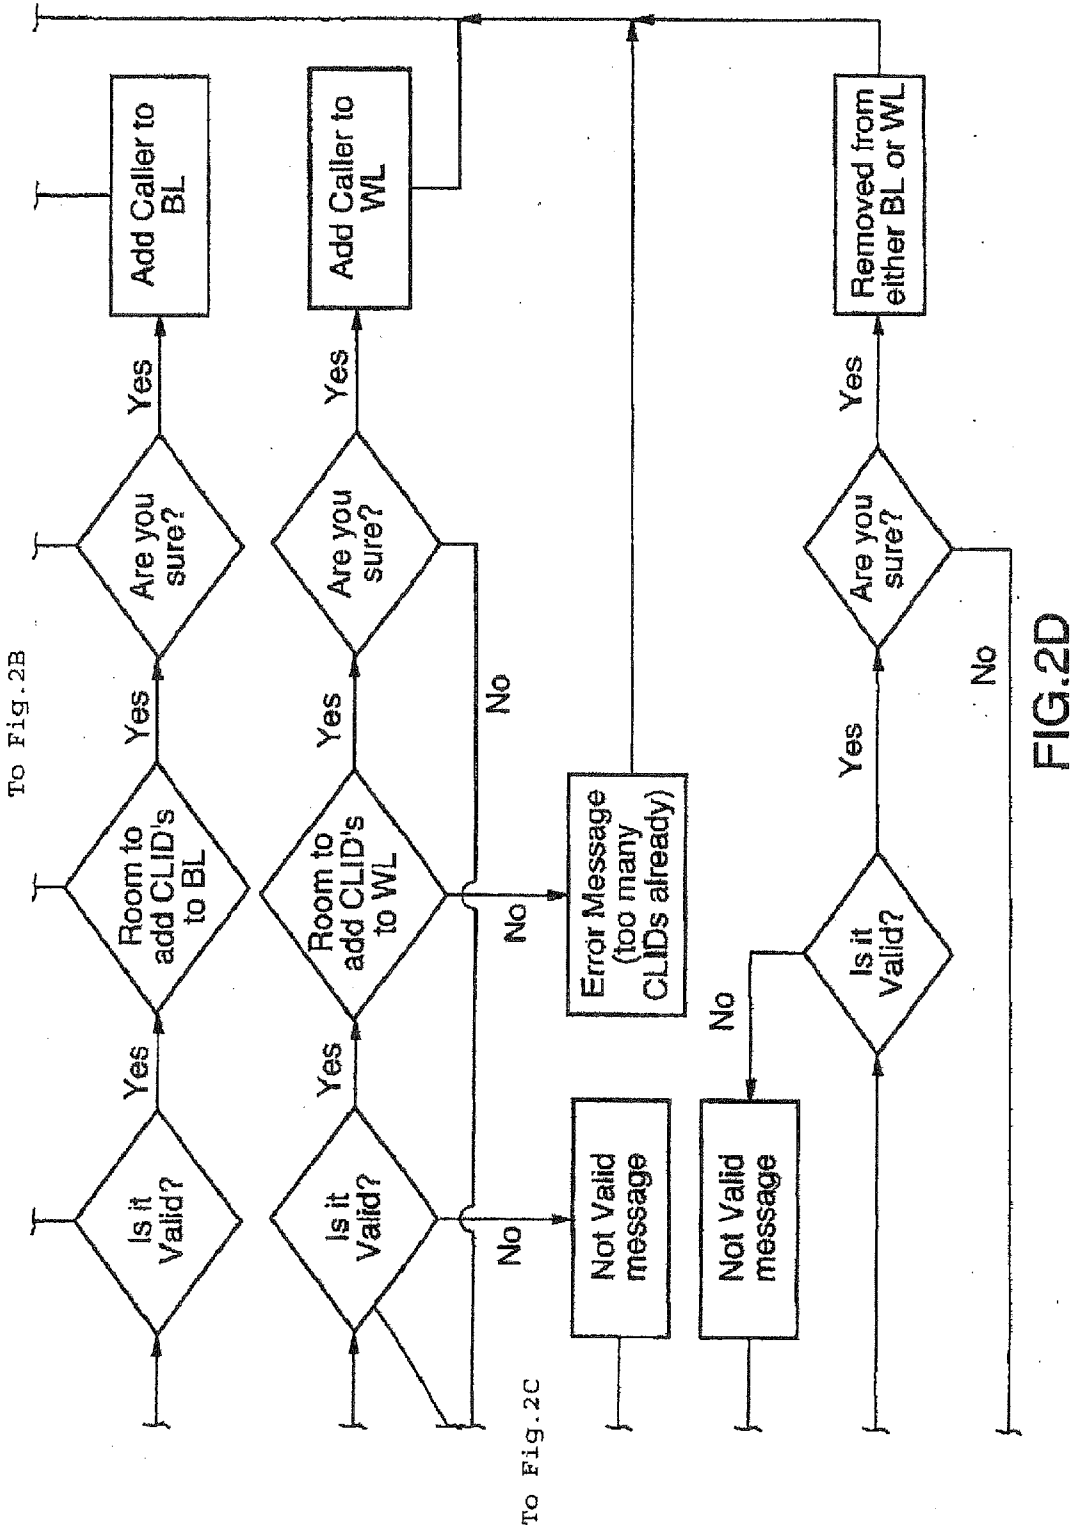 To Fig.2B
Is it
Valid?
Yes
Room to
add CLID's
to BL
Yes
Are you
sure?
Yes
Add Caller to
BL
Is it
Valid?
Yes
Room to
add CLID's
to WL
Yes
Are you
sure?
Yes
Add Caller to
WL
No
No
No
To Fig.2C
Not Valid
message
Error Message
(too many
CLIDs already)
Not Valid
message
No
Is it
Valid?
Yes
Are you
sure?
Yes
Removed from
either BL or WL
No
FIG.2D